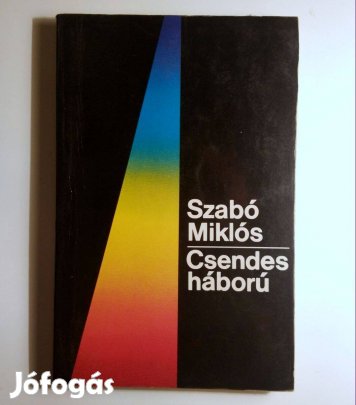 Szabó
Miklós
Csendes
háború
Jófogás